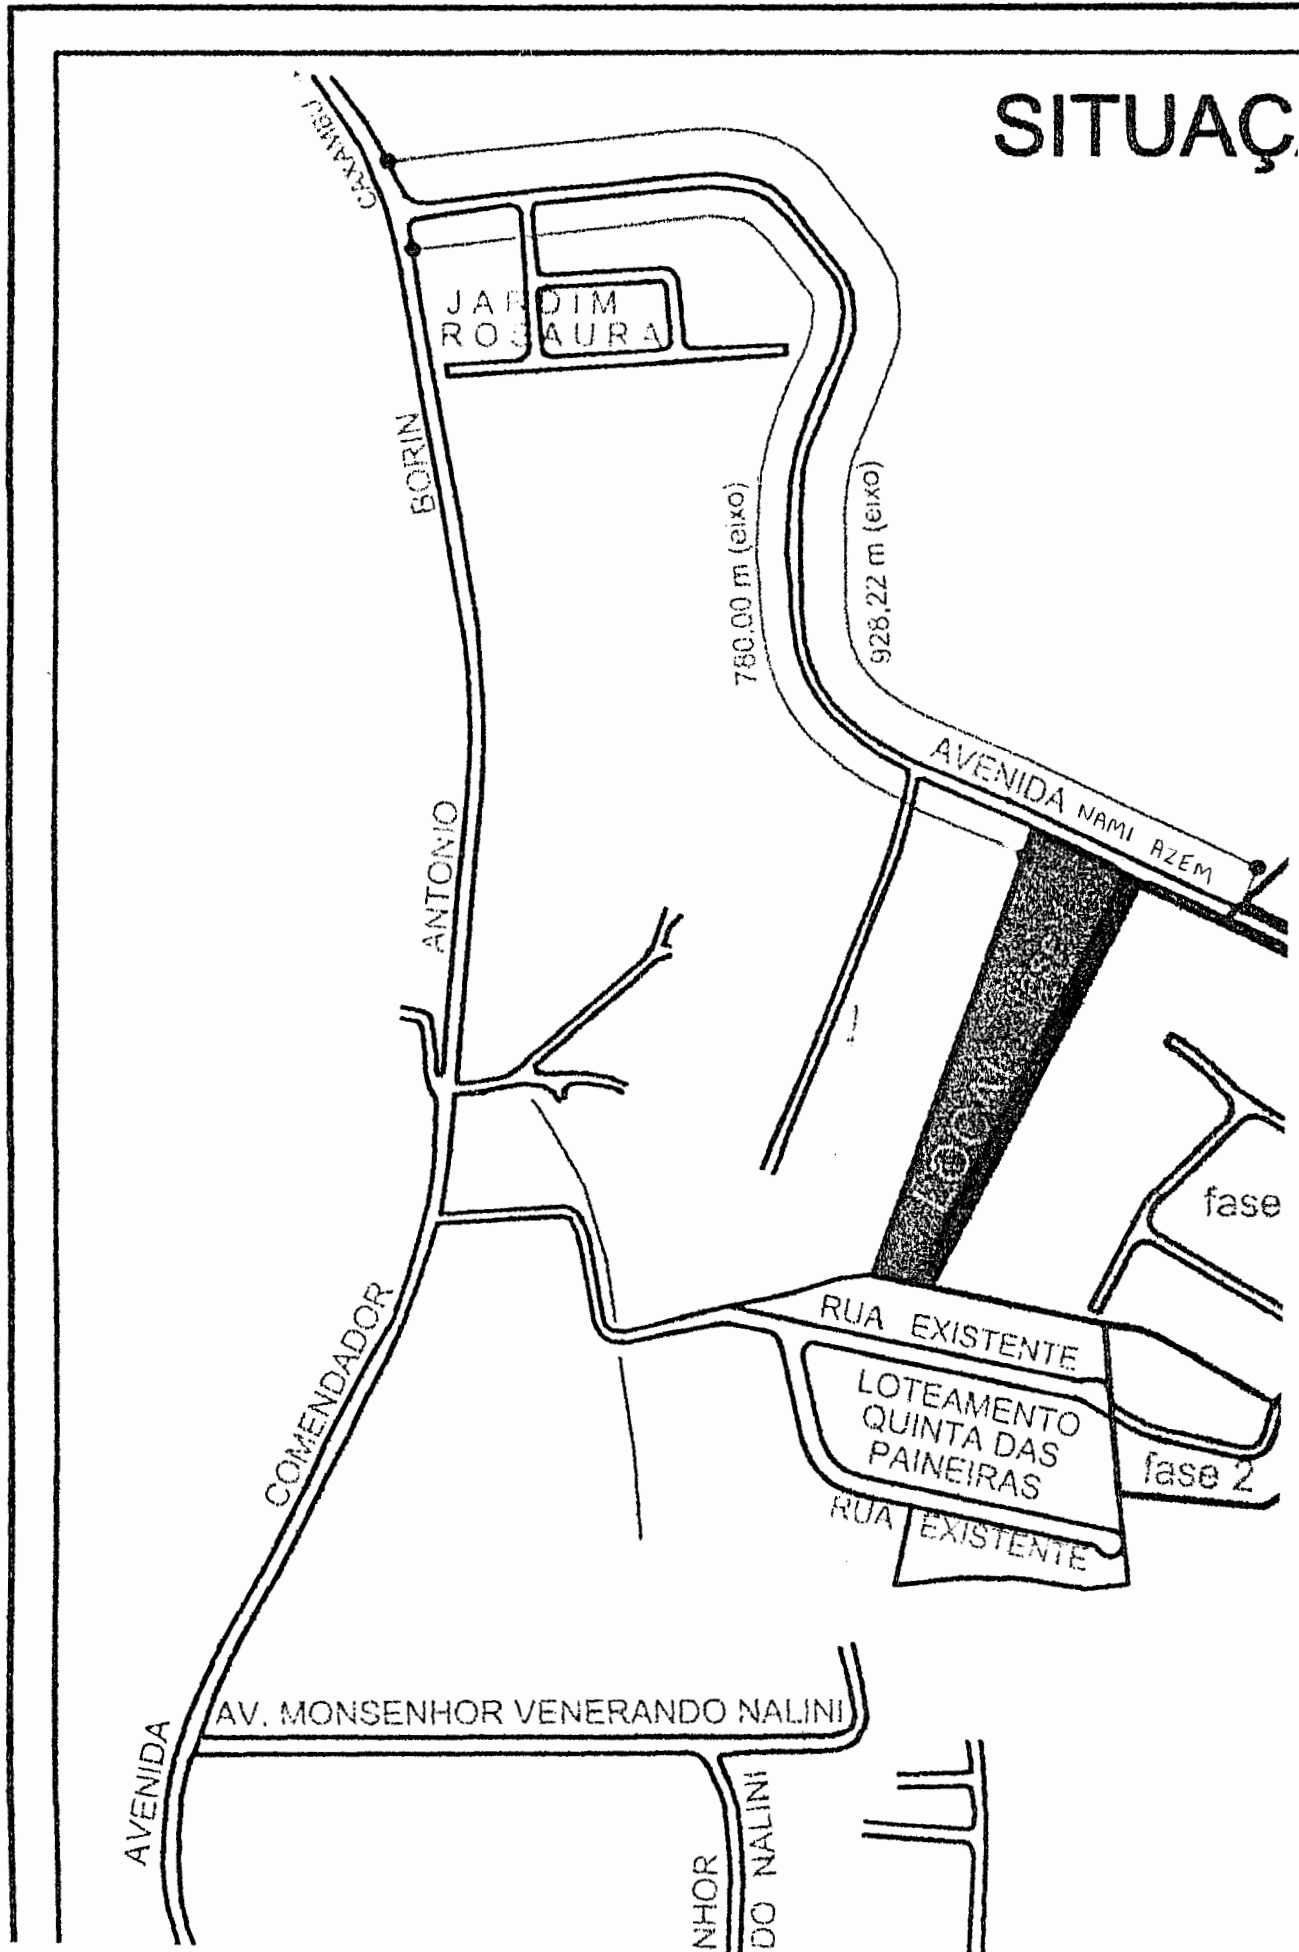 SITUAÇ
CAXAMBU
JARDIM
ROSAURA
BORIN
780,00 m (eixo)
928,22 m (eixo)
AVENIDA NAMI AZEM
ANTONIO
fase
RUA EXISTENTE
COMENDADOR
LOTEAMENTO
QUINTA DAS
PAINEIRAS
fase 2
RUA EXISTENTE
AV. MONSENHOR VENERANDO NALINI
AVENIDA
NHOR
DO NALINI